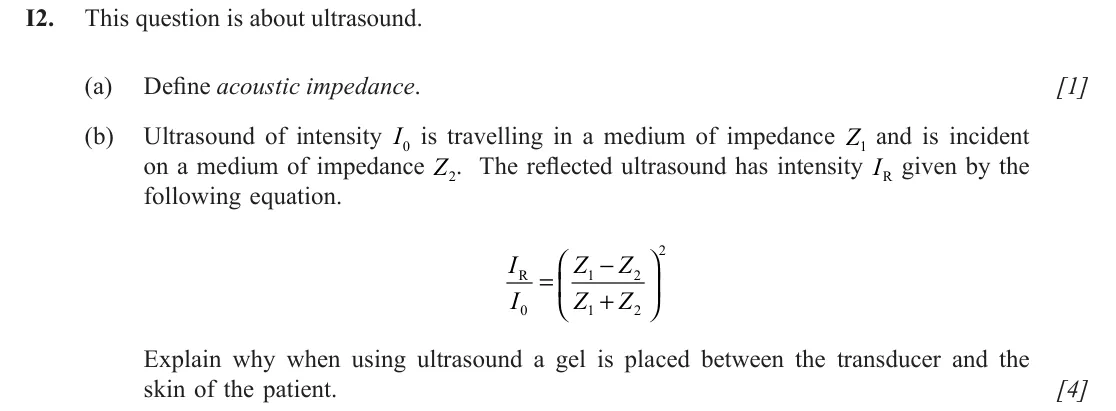 I2. This question is about ultrasound.
(a) Define acoustic impedance. [1]
(b) Ultrasound of intensity I₀ is travelling in a medium of impedance Z₁ and is incident
on a medium of impedance Z₂. The reflected ultrasound has intensity I_R given by the
following equation.
I_R/I₀ = ((Z₁ − Z₂)/(Z₁ + Z₂))²
Explain why when using ultrasound a gel is placed between the transducer and the
skin of the patient. [4]